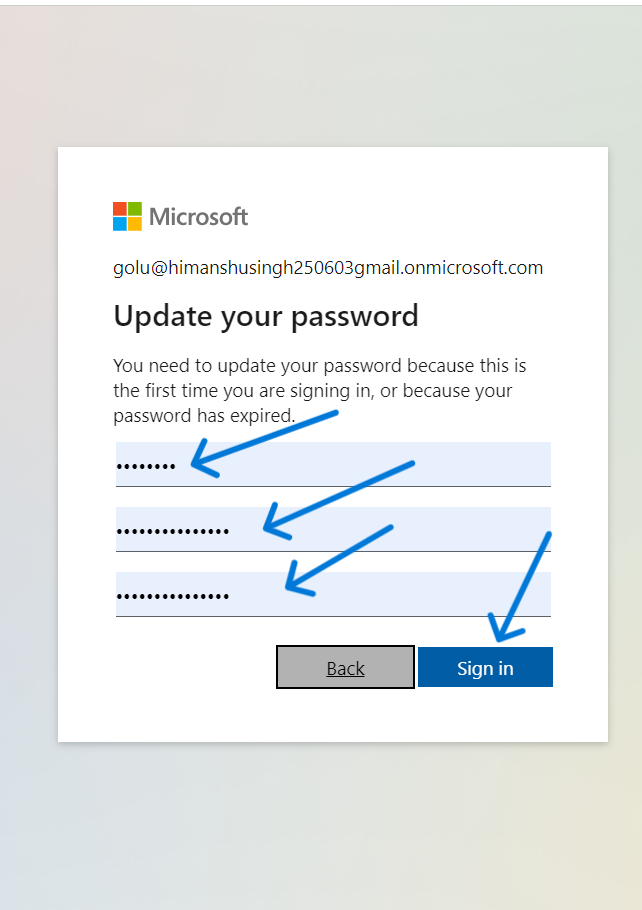 Microsoft
golu@himanshusingh250603gmail.onmicrosoft.com
Update your password
You need to update your password because this is
the first time you are signing in, or because your
password has expired.
••••••••
•••••••••••••••
•••••••••••••••
Back Sign in